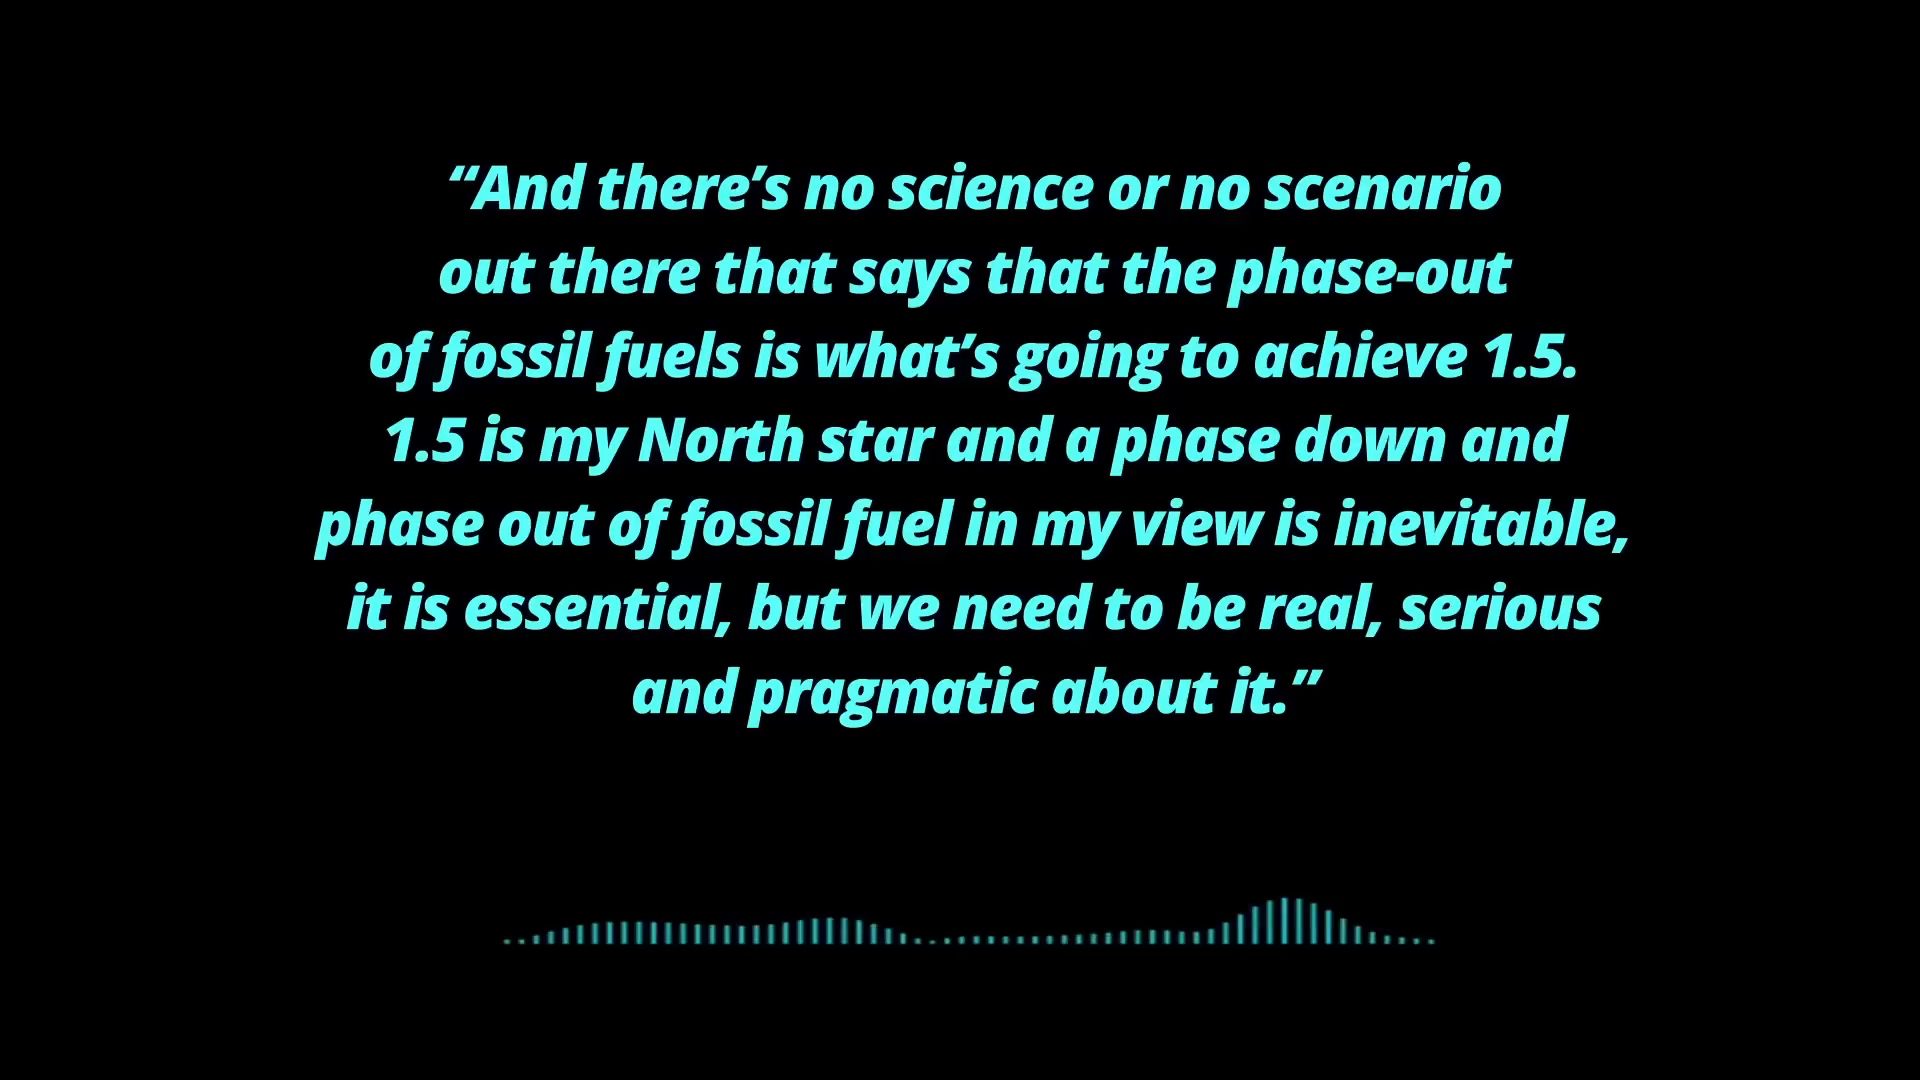 “And there’s no science or no scenario
out there that says that the phase-out
of fossil fuels is what’s going to achieve 1.5.
1.5 is my North star and a phase down and
phase out of fossil fuel in my view is inevitable,
it is essential, but we need to be real, serious
and pragmatic about it.”